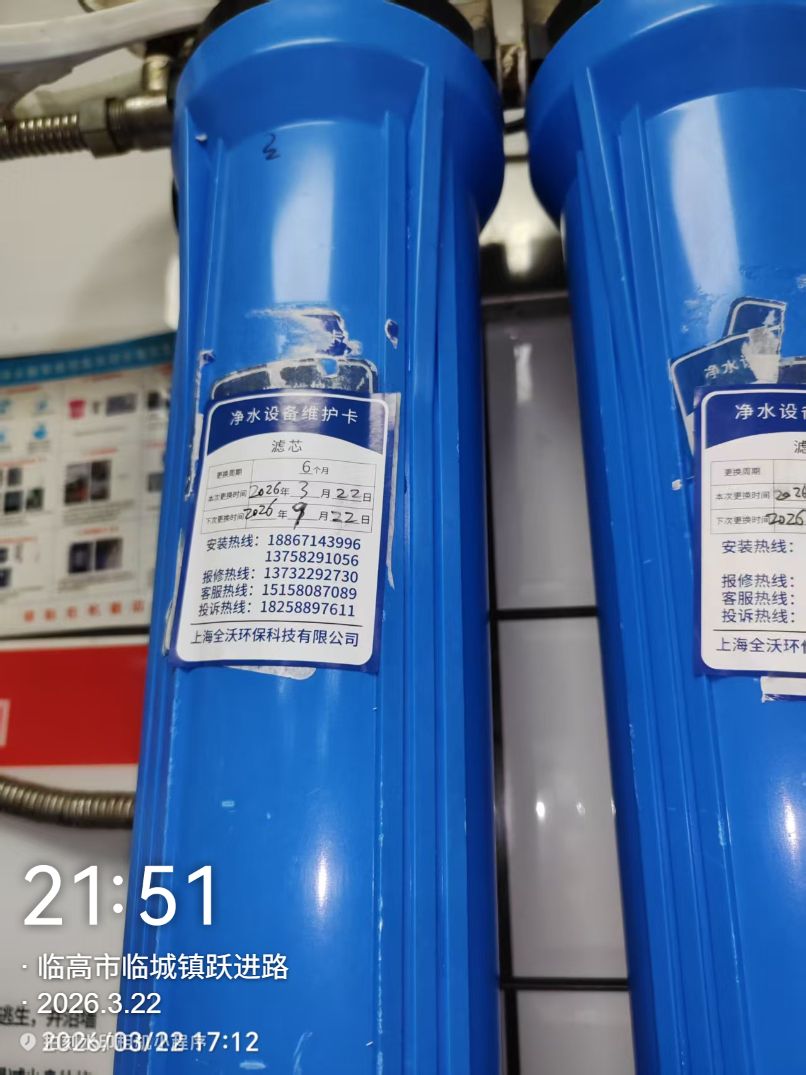 净水设备维护卡
滤芯
更换周期 6个月
本次更换时间 2026年 3月 22日
下次更换时间 2026年 9月 22日
安装热线：18867143996
13758291056
报修热线：13732292730
客服热线：15158087089
投诉热线：18258897611
上海全沃环保科技有限公司
净水
净水设
更换周期
本次更换时间 2026
下次更换时间 2026
安装热线：
报修热线：
客服热线：
投诉热线：
上海全沃环
21:51
· 临高市临城镇跃进路
· 2026.3.22
2026/03/22 17:12